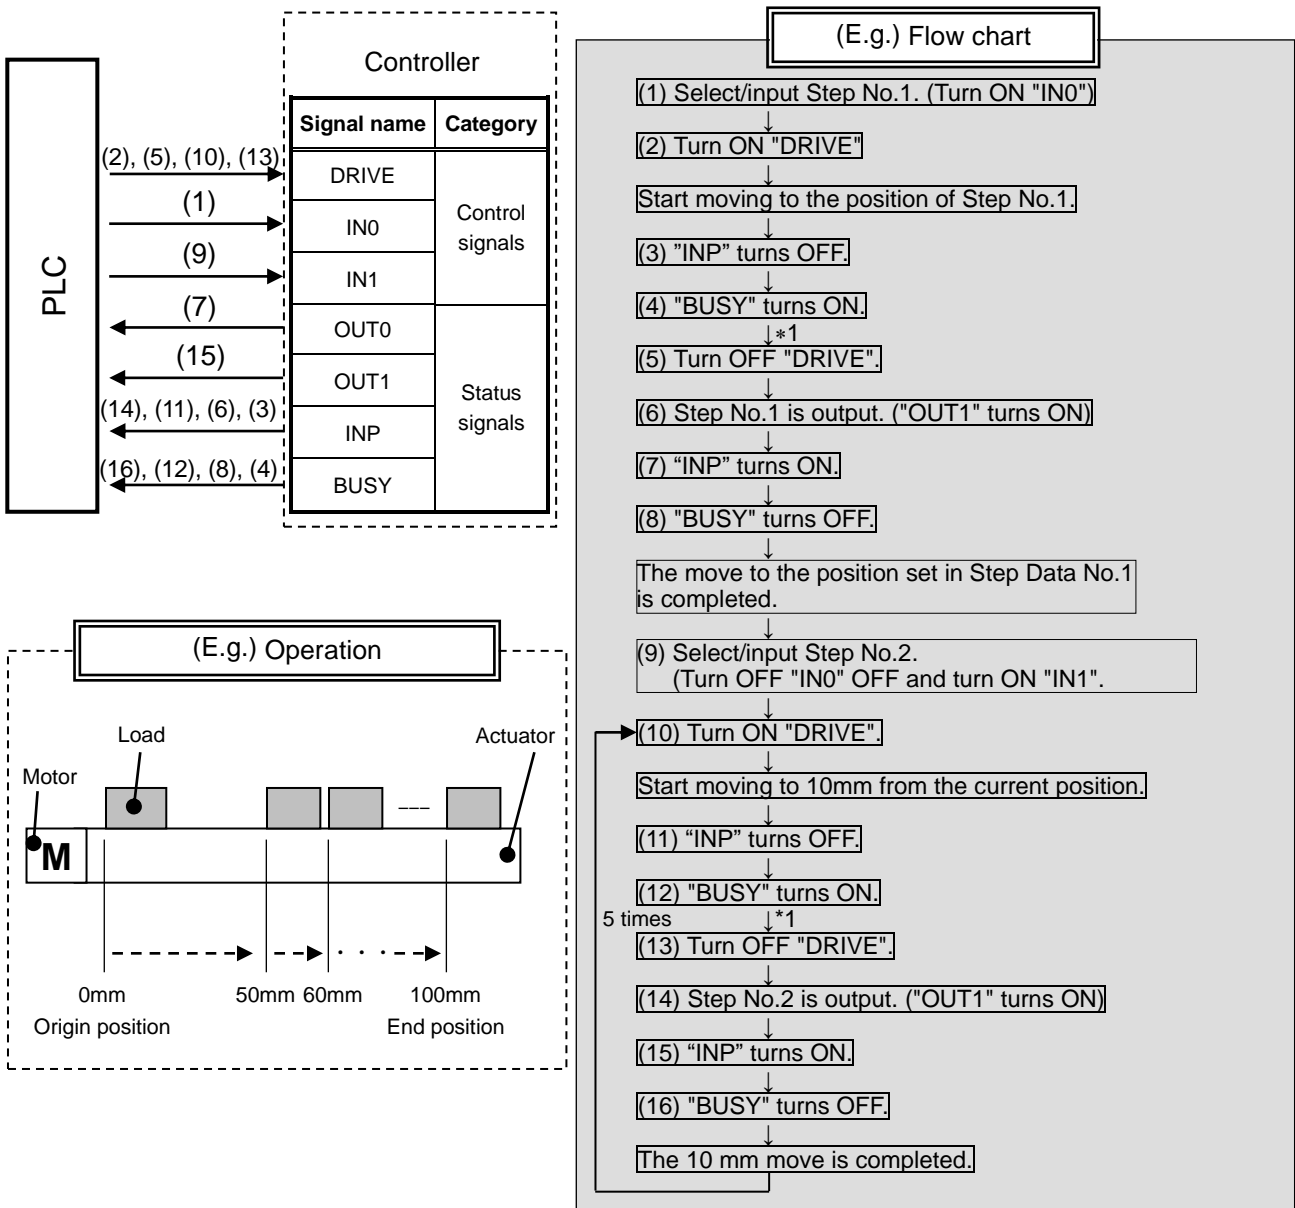 Controller
Signal name Category
DRIVE
IN0
IN1
OUT0
OUT1
INP
BUSY
Control
signals
Status
signals
PLC
(2), (5), (10), (13)
(1)
(9)
(7)
(15)
(14), (11), (6), (3)
(16), (12), (8), (4)
(E.g.) Operation
Load
Actuator
Motor
M
0mm
50mm 60mm
100mm
Origin position
End position
(E.g.) Flow chart
(1) Select/input Step No.1. (Turn ON "IN0")
↓
(2) Turn ON "DRIVE"
↓
Start moving to the position of Step No.1.
↓
(3) ”INP” turns OFF.
↓
(4) "BUSY" turns ON.
↓*1
(5) Turn OFF "DRIVE".
↓
(6) Step No.1 is output. ("OUT1" turns ON)
↓
(7) “INP” turns ON.
↓
(8) "BUSY" turns OFF.
↓
The move to the position set in Step Data No.1
is completed.
↓
(9) Select/input Step No.2.
(Turn OFF "IN0" OFF and turn ON "IN1".
↓
(10) Turn ON "DRIVE".
↓
Start moving to 10mm from the current position.
↓
(11) “INP” turns OFF.
↓
(12) "BUSY" turns ON.
5 times ↓*1
(13) Turn OFF "DRIVE".
↓
(14) Step No.2 is output. ("OUT1" turns ON)
↓
(15) “INP” turns ON.
↓
(16) "BUSY" turns OFF.
↓
The 10 mm move is completed.